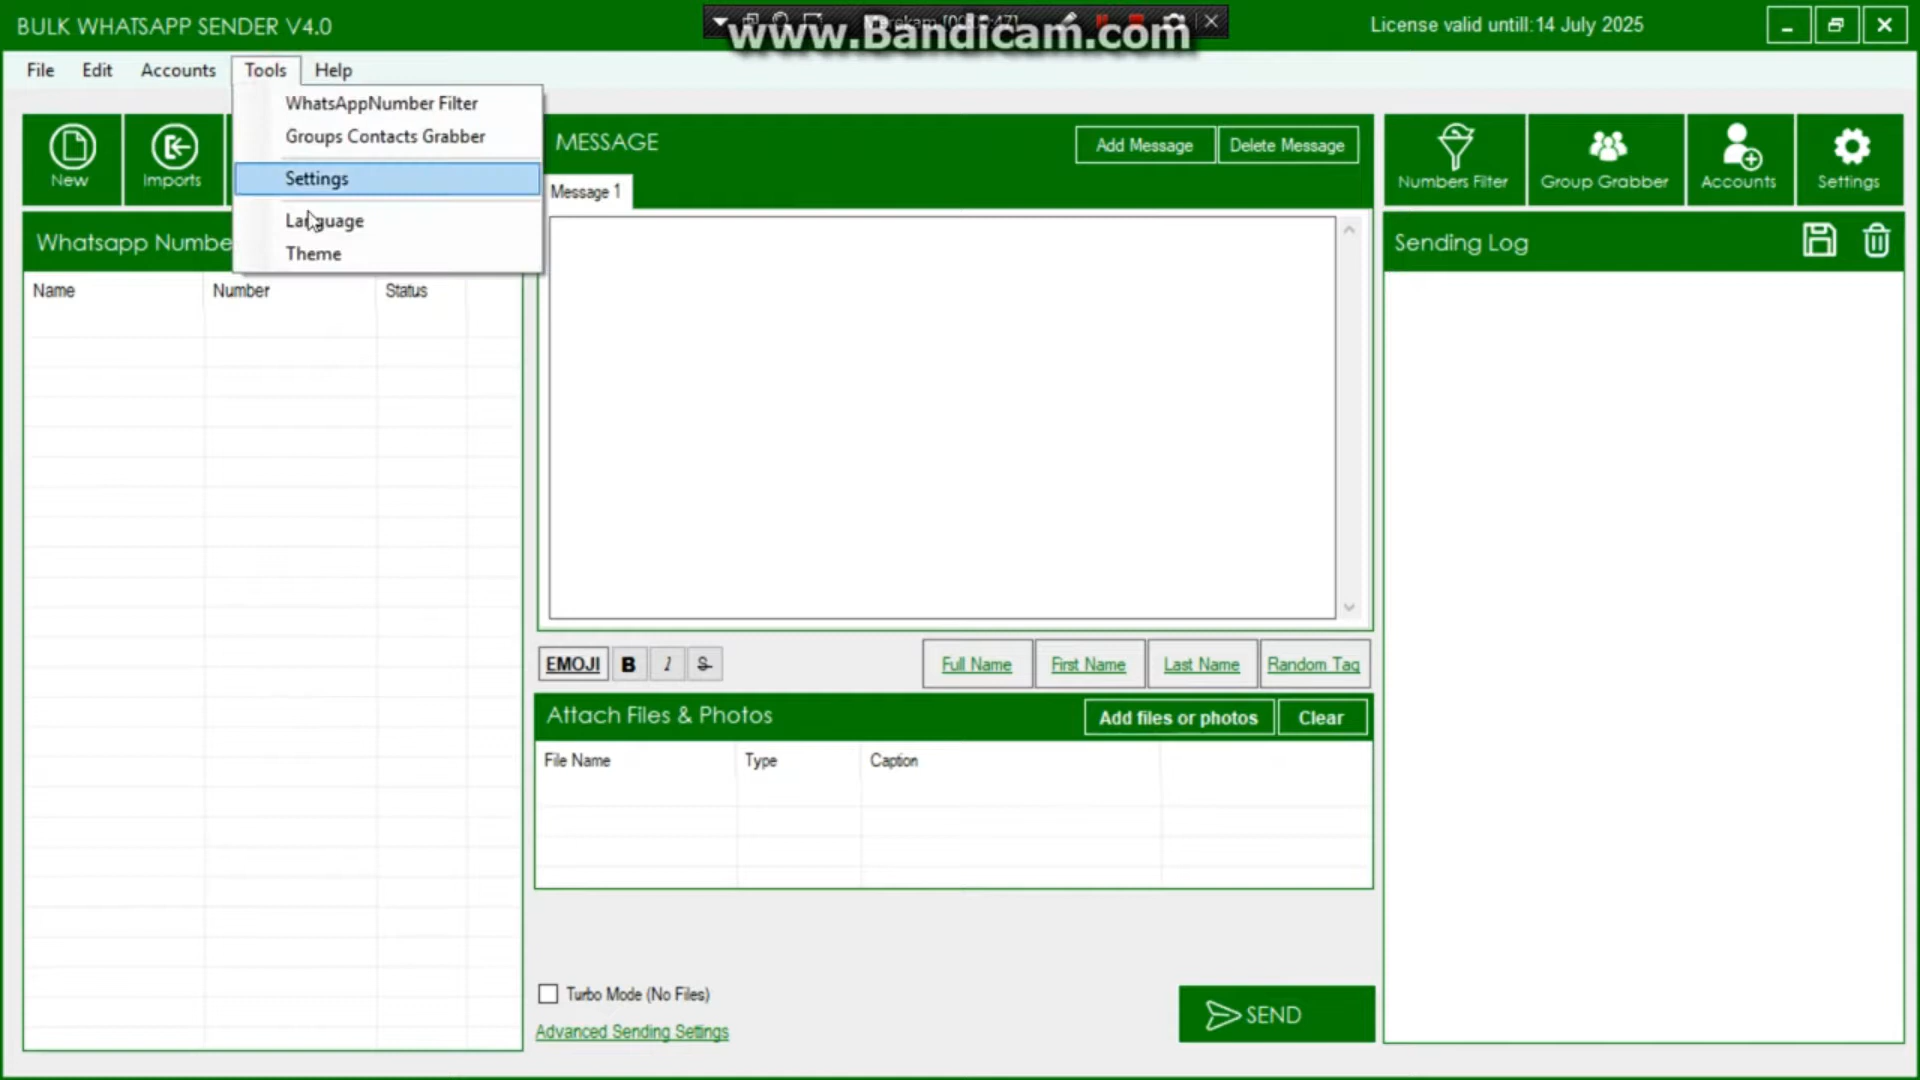 BULK WHATSAPP SENDER V4.0
www.Bandicam.com
License valid untill:14 July 2025
File Edit Accounts Tools Help
WhatsAppNumber Filter
Groups Contacts Grabber
Settings
Language
Theme
New
Imports
MESSAGE
Add Message
Delete Message
Message 1
Numbers Filter
Group Grabber
Accounts
Settings
Whatsapp Numbe
Sending Log
Name Number Status
EMOJI B I S
Full Name
First Name
Last Name
Random Tag
Attach Files & Photos
Add files or photos
Clear
File Name Type Caption
Turbo Mode (No Files)
Advanced Sending Settings
SEND